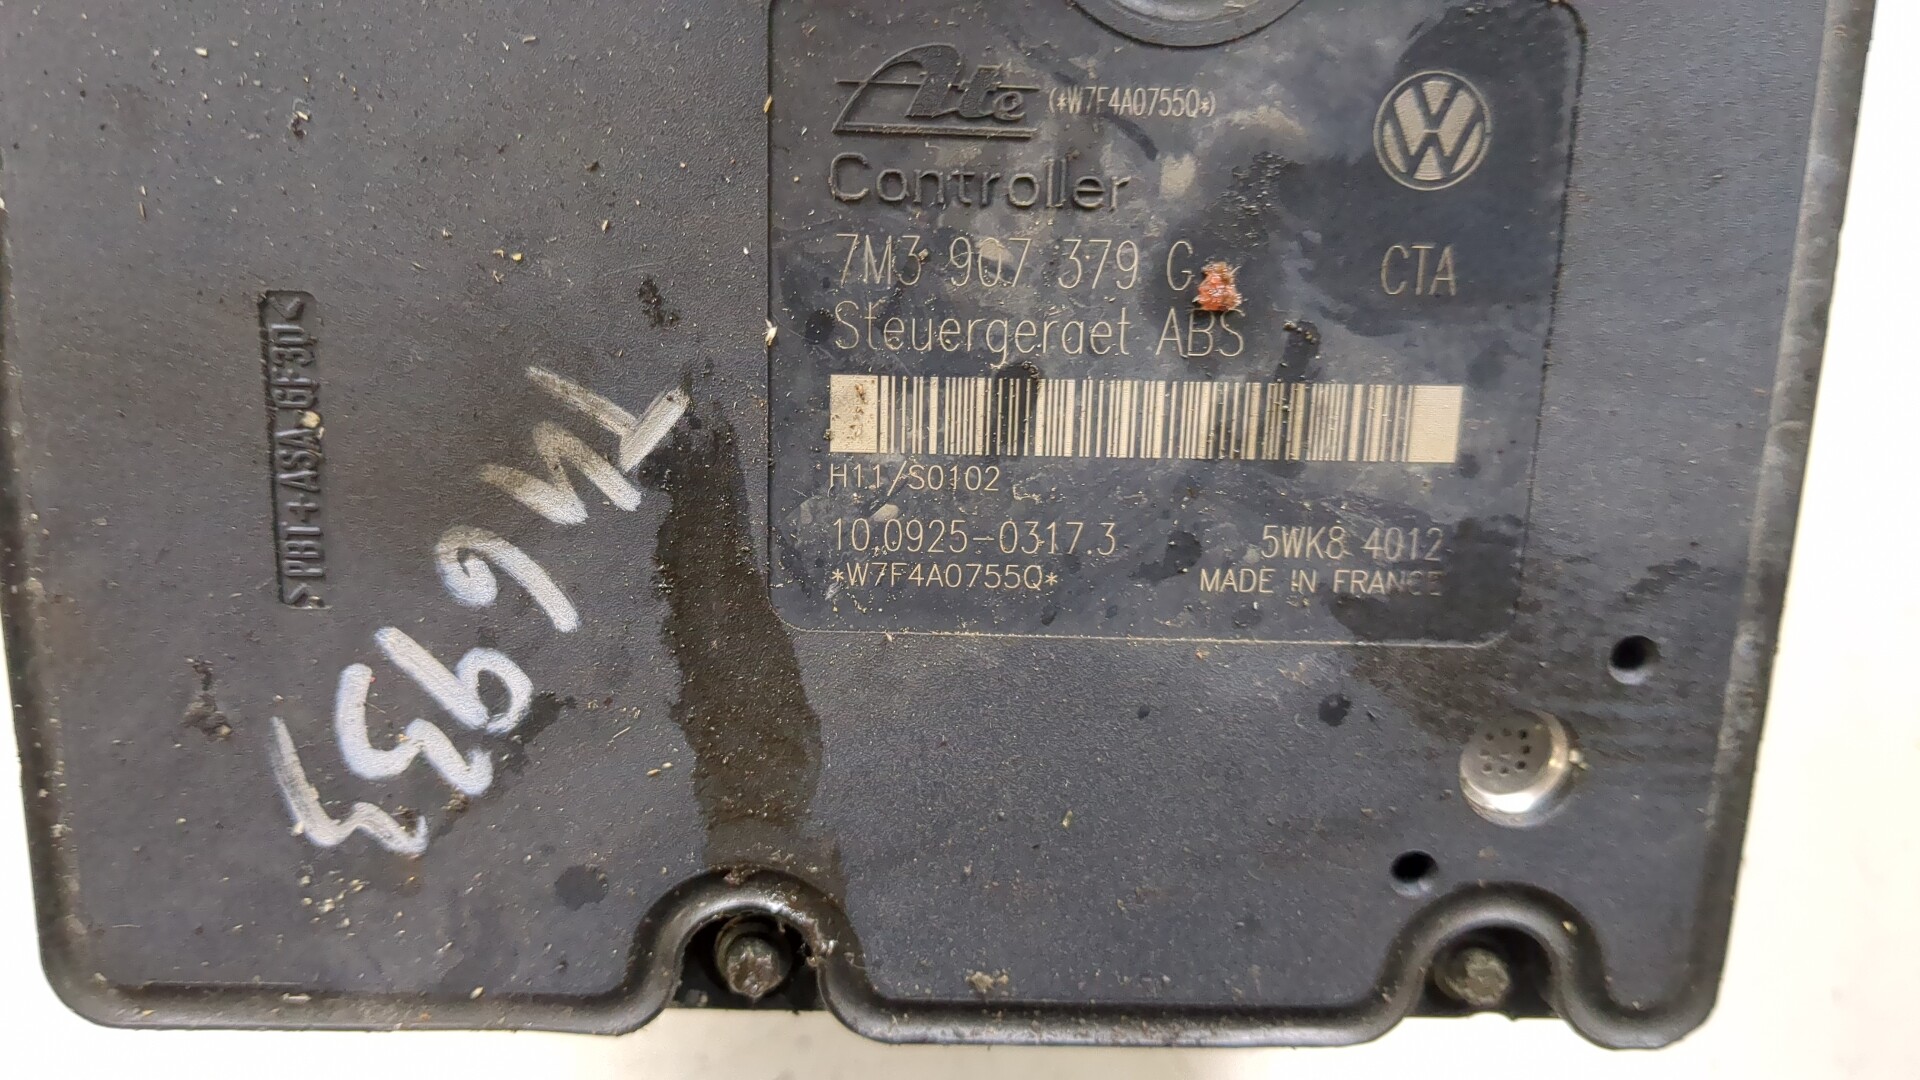 Ate (*W7F4A0755Q*)
Controller
7M3 907 379 G CTA
Steuergeraet ABS
H11/S0102
10.0925-0317.3 5WK8 4012
*W7F4A0755Q* MADE IN FRANCE
>PBT+ASA.GF30<